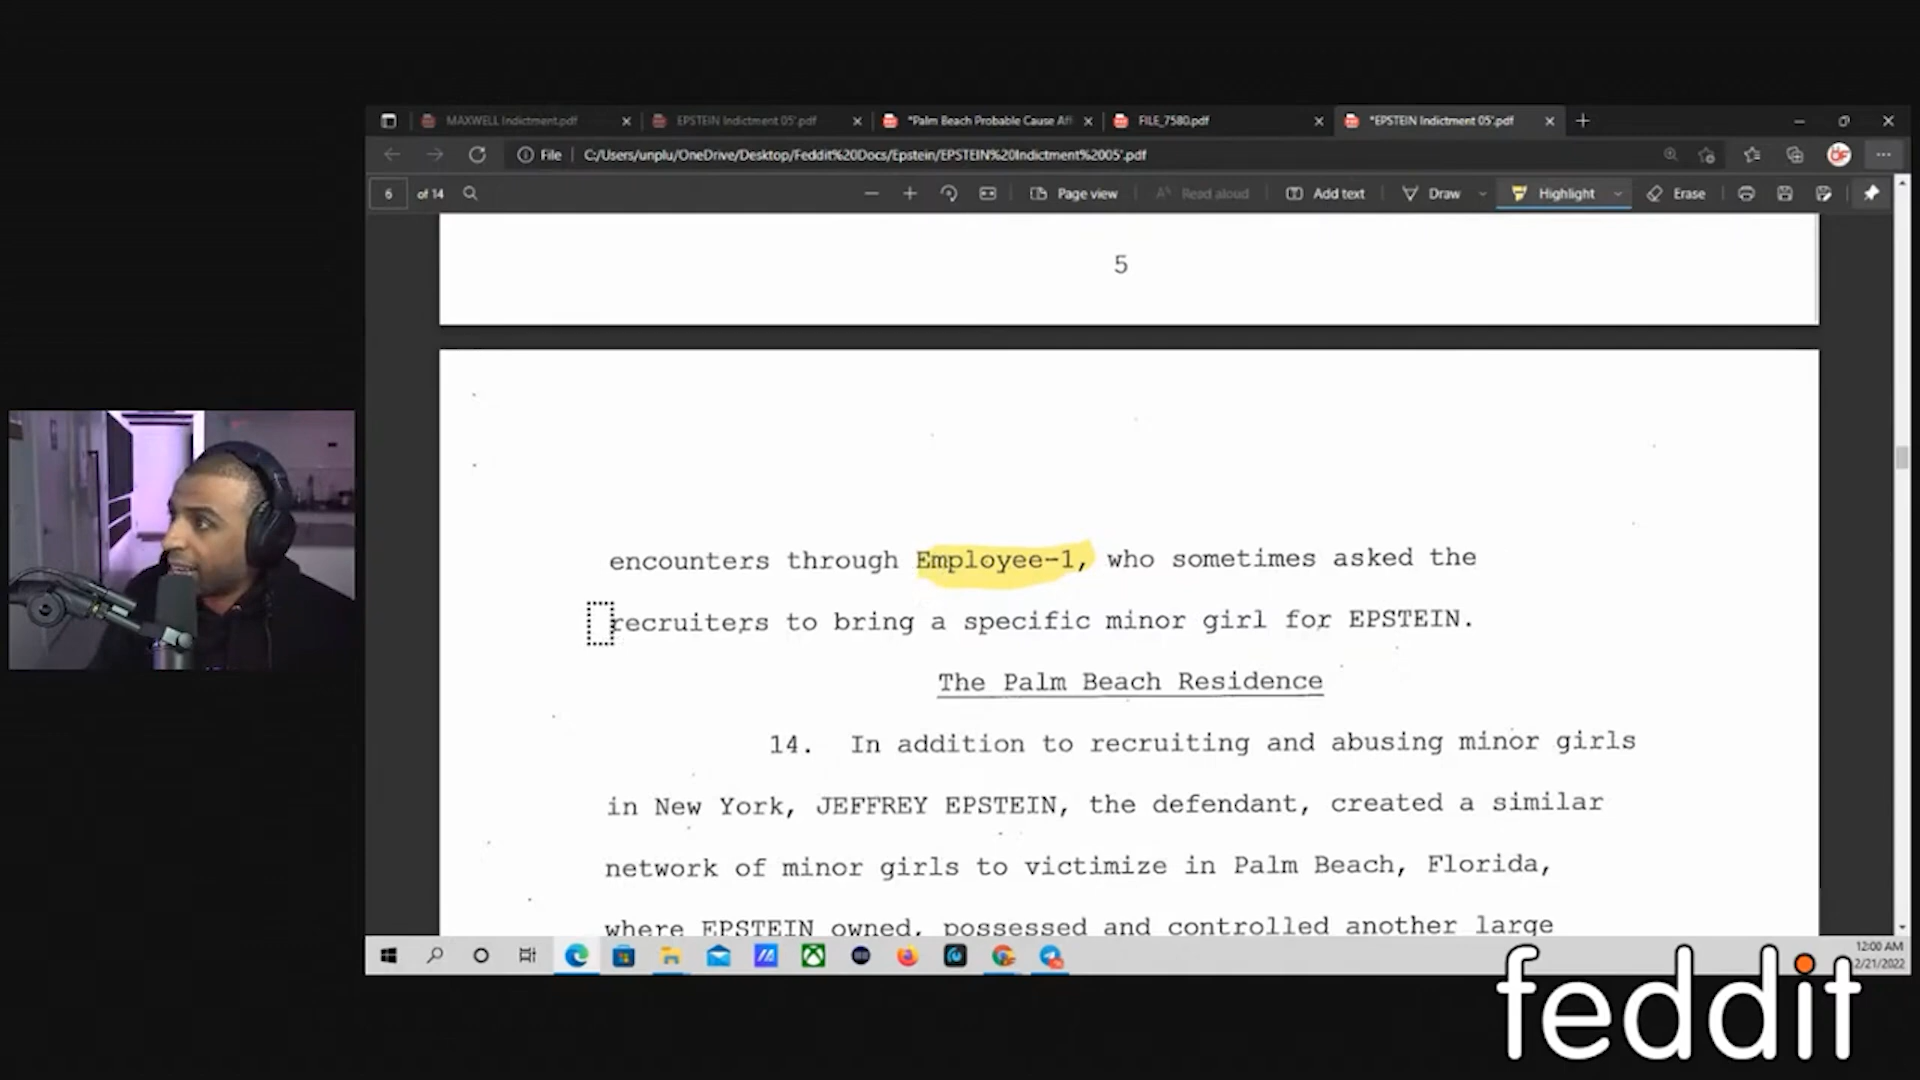 MAXWELL Indictment.pdf
EPSTEIN Indictment 05'.pdf
*Palm Beach Probable Cause Aff
FILE_7580.pdf
*EPSTEIN Indictment 05'.pdf
File
C:/Users/unplu/OneDrive/Desktop/Feddit%20Docs/Epstein/EPSTEIN%20Indictment%2005'.pdf
6 of 14
Page view
Read aloud
Add text
Draw
Highlight
Erase
5
encounters through Employee-1, who sometimes asked the
recruiters to bring a specific minor girl for EPSTEIN.
The Palm Beach Residence
14. In addition to recruiting and abusing minor girls
in New York, JEFFREY EPSTEIN, the defendant, created a similar
network of minor girls to victimize in Palm Beach, Florida,
where EPSTEIN owned, possessed and controlled another large
12:00 AM
2/21/2022
feddit